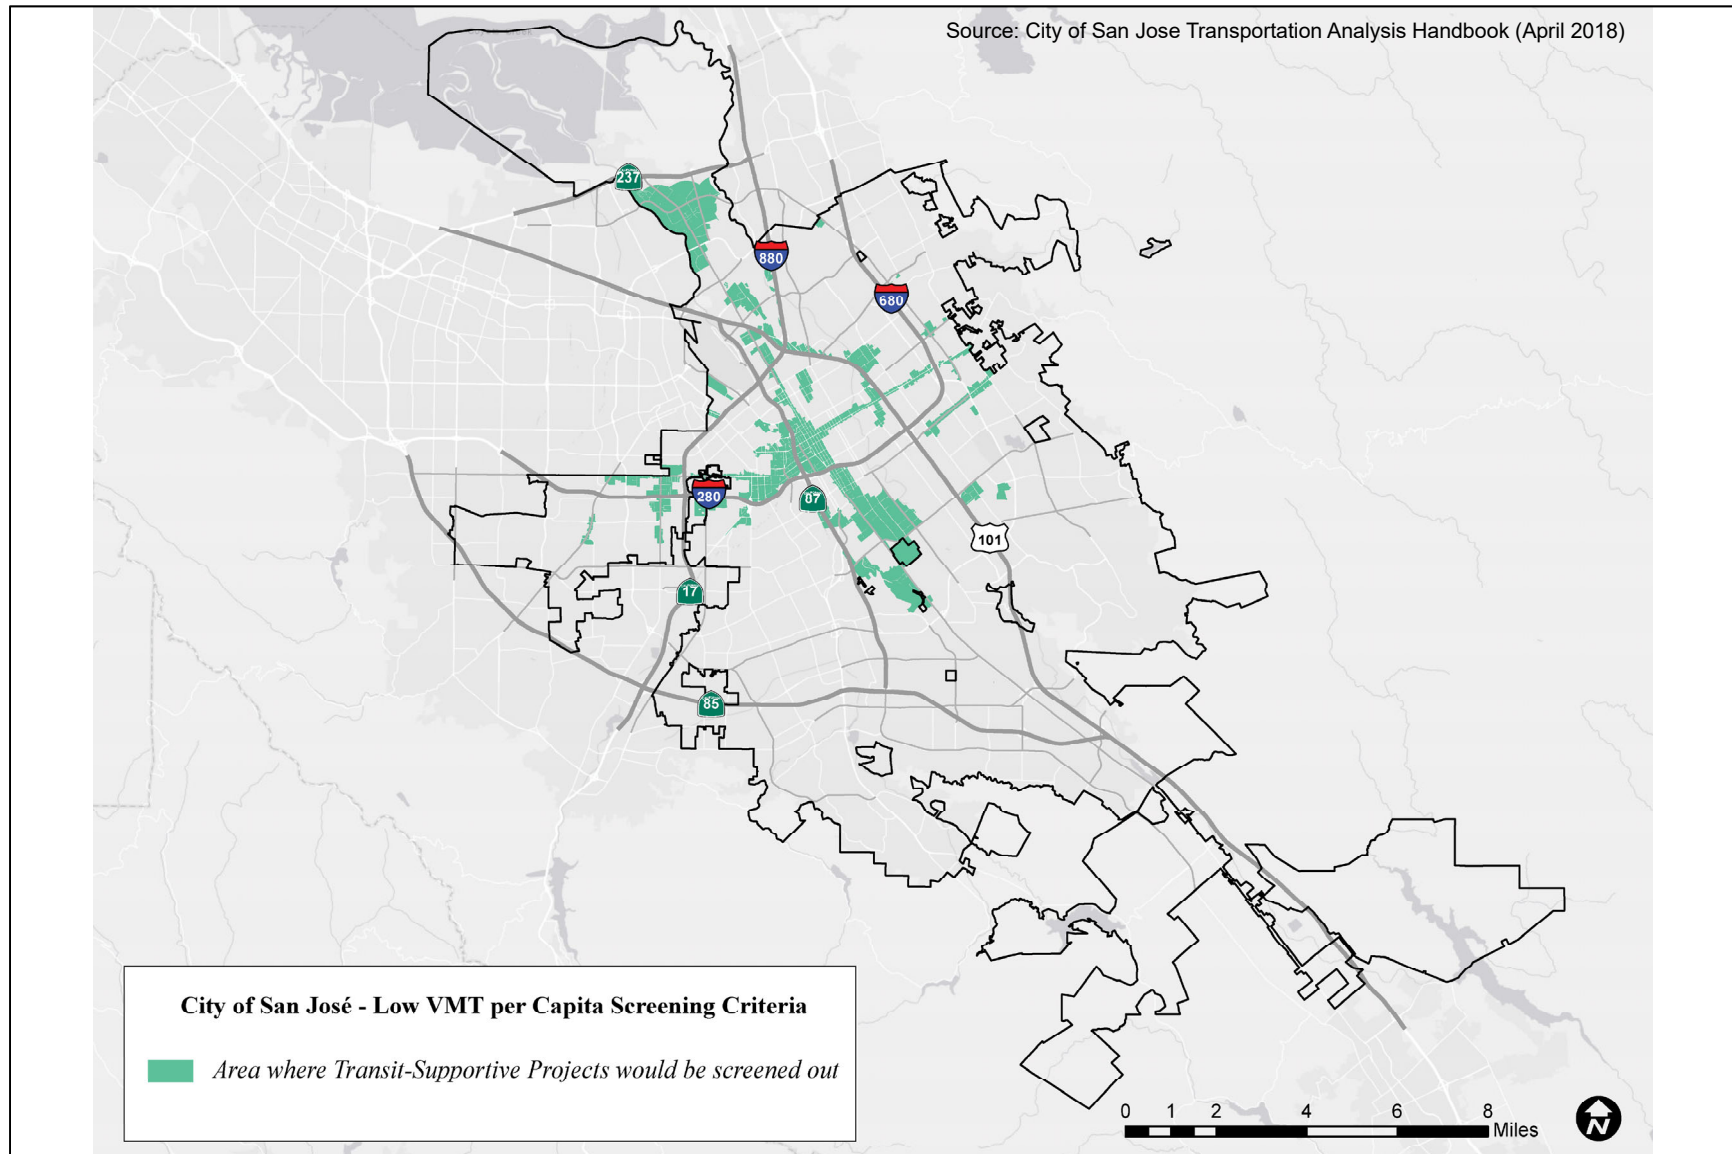 Source: City of San Jose Transportation Analysis Handbook (April 2018)
237
880
680
280
87
101
17
85
City of San José - Low VMT per Capita Screening Criteria
Area where Transit-Supportive Projects would be screened out
0 1 2 4 6 8
Miles
N